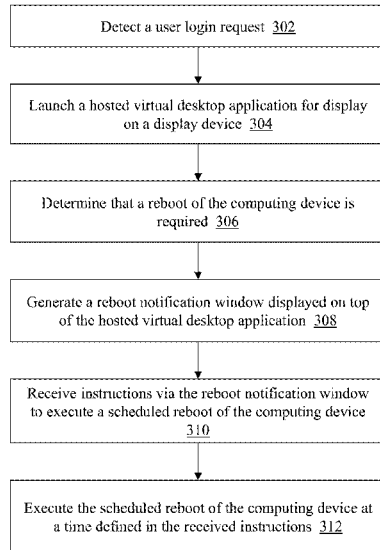 Detect a user login request 302
Launch a hosted virtual desktop application for display
on a display device 304
Determine that a reboot of the computing device is
required 306
Generate a reboot notification window displayed on top
of the hosted virtual desktop application 308
Receive instructions via the reboot notification window
to execute a scheduled reboot of the computing device
310
Execute the scheduled reboot of the computing device at
a time defined in the received instructions 312